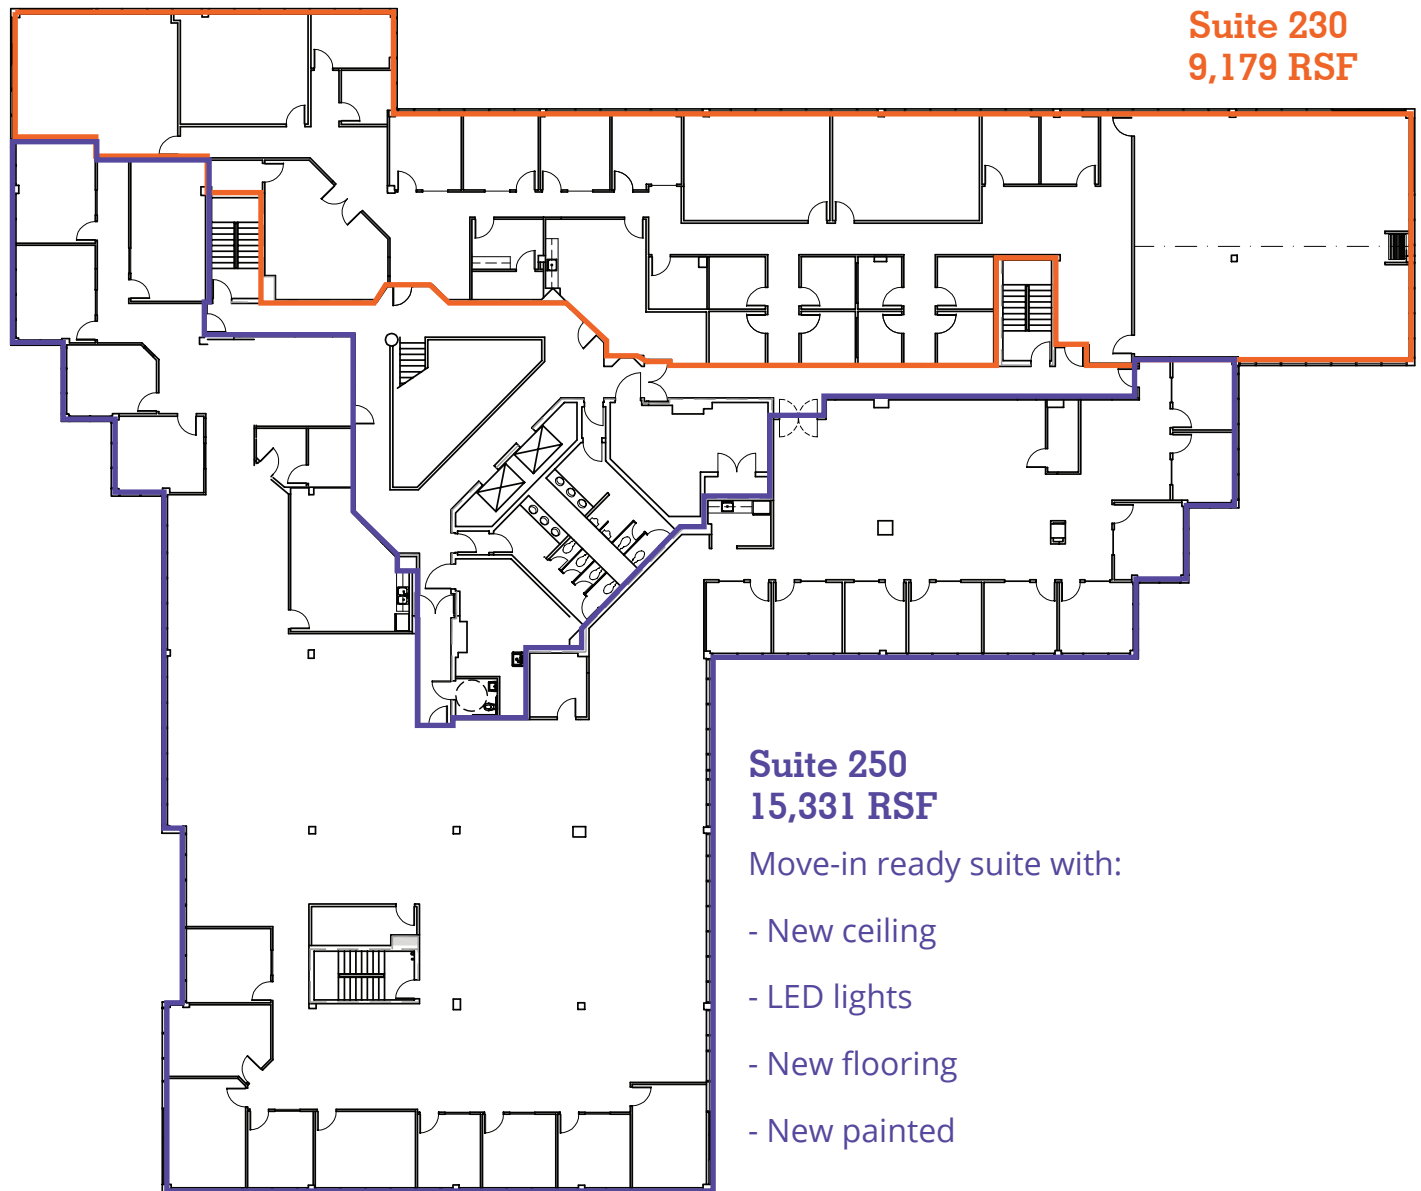 Suite 230
9,179 RSF
Suite 250
15,331 RSF
Move-in ready suite with:
- New ceiling
- LED lights
- New flooring
- New painted